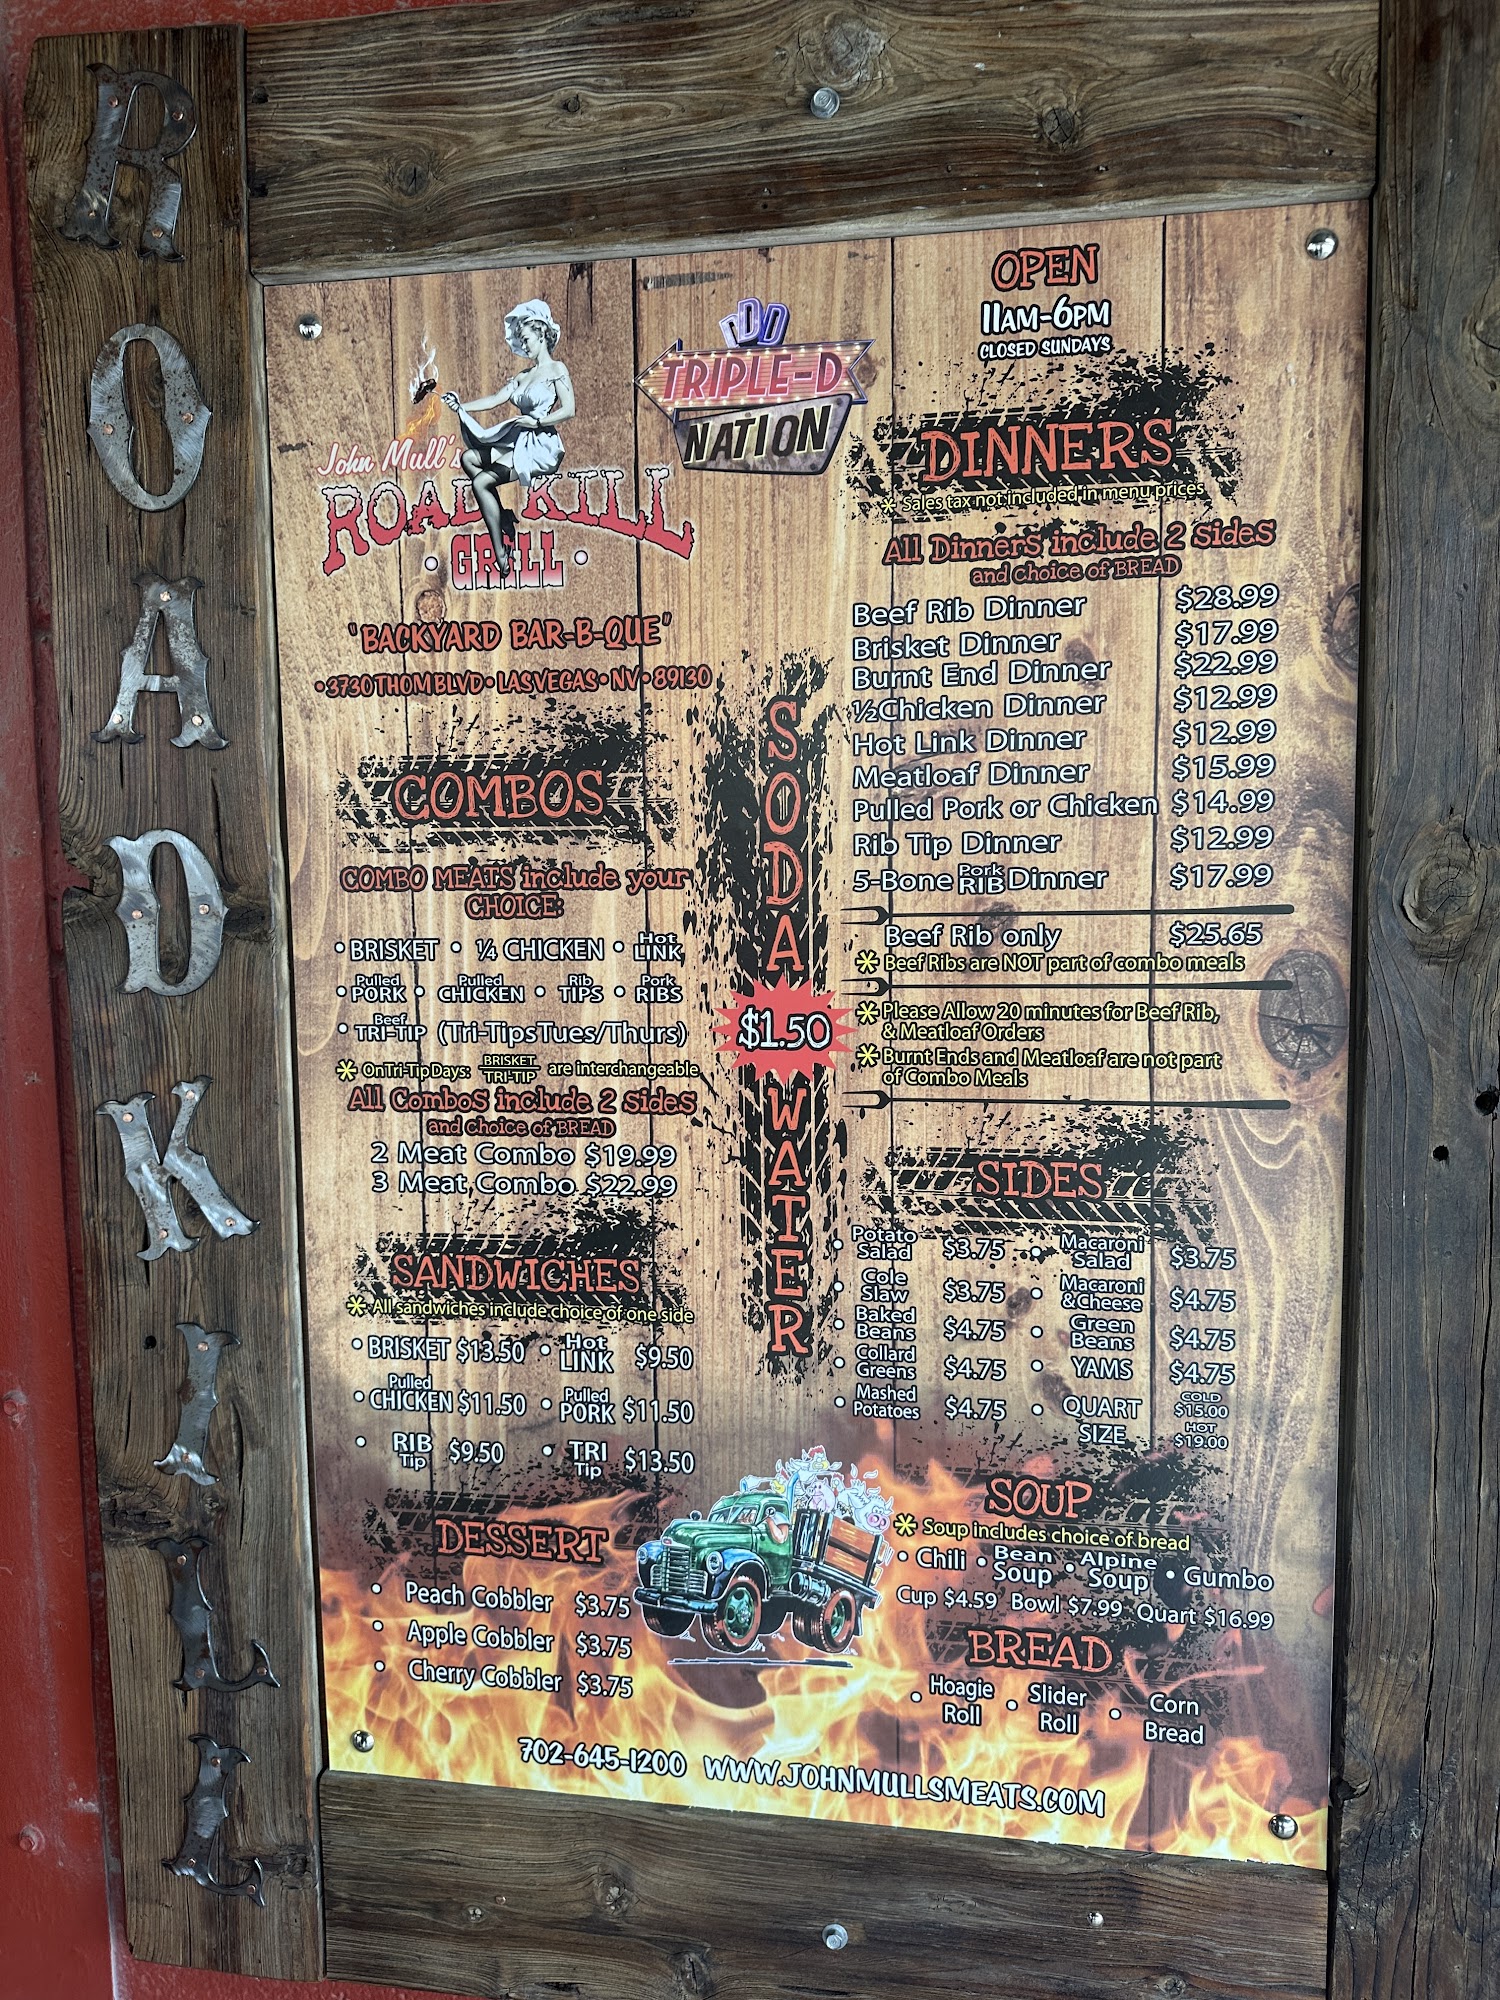 ROADKILL
John Mull's
ROAD KILL
• GRILL •
"BACKYARD BAR-B-QUE"
• 3730 THOM BLVD • LAS VEGAS • NV • 89130
DDD
TRIPLE-D
NATION
OPEN
11AM-6PM
CLOSED SUNDAYS
COMBOS
COMBO MEATS include your
CHOICE:
• BRISKET • ¼ CHICKEN • Hot LINK
• Pulled PORK • Pulled CHICKEN • Rib TIPS • Pork RIBS
• Beef TRI-TIP (Tri-Tips Tues/Thurs)
* On Tri-Tip Days: BRISKET TRI-TIP are interchangeable
All Combos include 2 sides
and choice of BREAD
2 Meat Combo $19.99
3 Meat Combo $22.99
SANDWICHES
* All sandwiches include choice of one side
• BRISKET $13.50 • Hot LINK $9.50
• Pulled CHICKEN $11.50 • Pulled PORK $11.50
• RIB Tip $9.50 • TRI Tip $13.50
DESSERT
• Peach Cobbler $3.75
• Apple Cobbler $3.75
• Cherry Cobbler $3.75
SODA
$1.50
WATER
DINNERS
* Sales tax not included in menu prices
All Dinners include 2 sides
and choice of BREAD
Beef Rib Dinner $28.99
Brisket Dinner $17.99
Burnt End Dinner $22.99
½ Chicken Dinner $12.99
Hot Link Dinner $12.99
Meatloaf Dinner $15.99
Pulled Pork or Chicken $14.99
Rib Tip Dinner $12.99
5-Bone Pork RIB Dinner $17.99
Beef Rib only $25.65
* Beef Ribs are NOT part of combo meals
* Please Allow 20 minutes for Beef Rib,
& Meatloaf Orders
* Burnt Ends and Meatloaf are not part
of Combo Meals
SIDES
• Potato Salad $3.75 • Macaroni Salad $3.75
• Cole Slaw $3.75 • Macaroni & Cheese $4.75
• Baked Beans $4.75 • Green Beans $4.75
• Collard Greens $4.75 • YAMS $4.75
• Mashed Potatoes $4.75 • QUART SIZE COLD $15.00 HOT $19.00
SOUP
* Soup includes choice of bread
• Chili • Bean Soup • Alpine Soup • Gumbo
Cup $4.59 Bowl $7.99 Quart $16.99
BREAD
• Hoagie Roll • Slider Roll • Corn Bread
702-645-1200 WWW.JOHNMULLSMEATS.COM